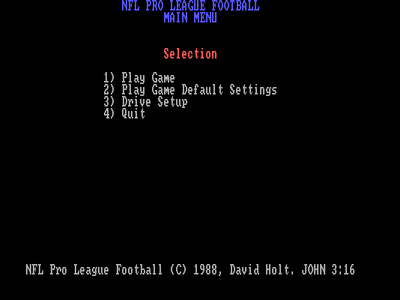 NFL PRO LEAGUE FOOTBALL
MAIN MENU
Selection
1) Play Game
2) Play Game Default Settings
3) Drive Setup
4) Quit
NFL Pro League Football (C) 1988, David Holt. JOHN 3:16